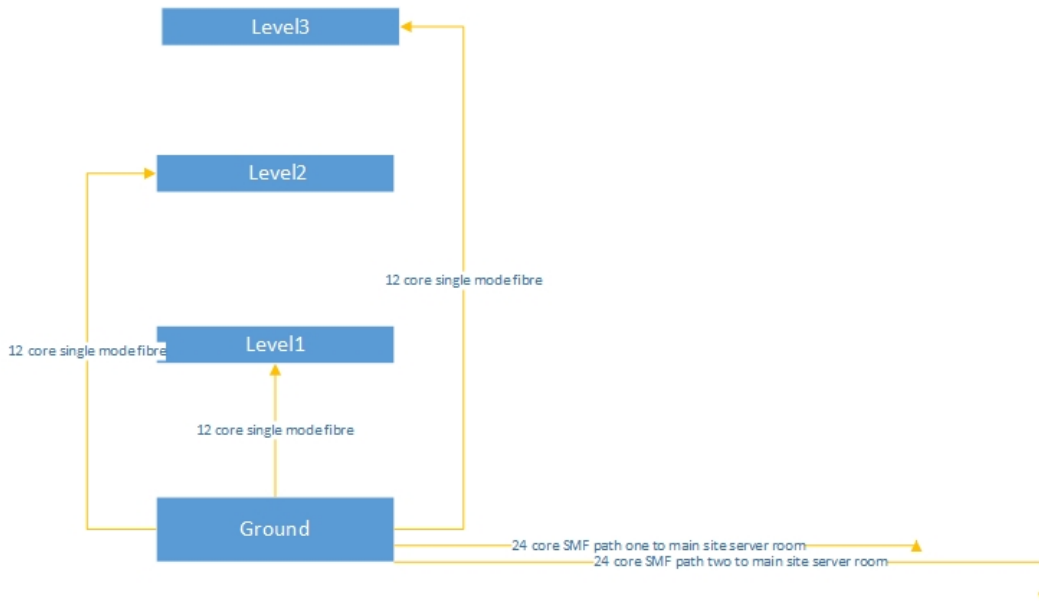 Level3
Level2
12 core single mode fibre
Level1
12 core single mode fibre
12 core single mode fibre
Ground
24 core SMF path one to main site server room
24 core SMF path two to main site server room